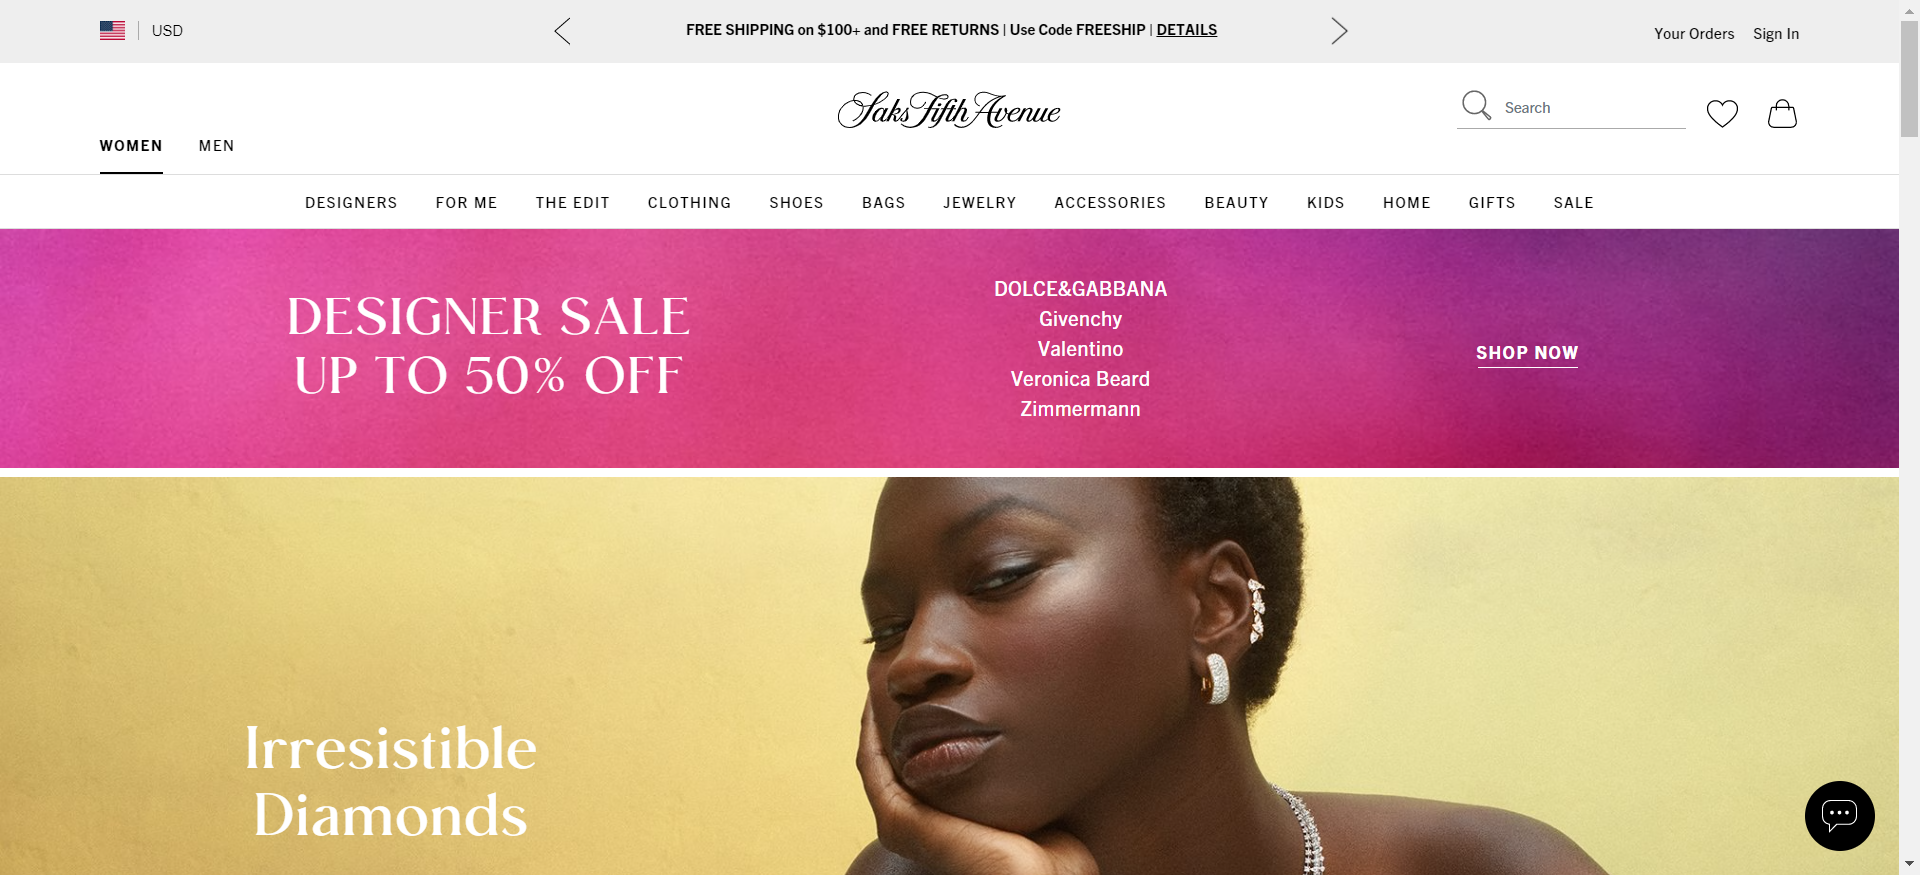 USD
FREE SHIPPING on $100+ and FREE RETURNS | Use Code FREESHIP | DETAILS
Your Orders
Sign In
Saks Fifth Avenue
Search
WOMEN
MEN
DESIGNERS
FOR ME
THE EDIT
CLOTHING
SHOES
BAGS
JEWELRY
ACCESSORIES
BEAUTY
KIDS
HOME
GIFTS
SALE
DESIGNER SALE
UP TO 50% OFF
DOLCE&GABBANA
Givenchy
Valentino
Veronica Beard
Zimmermann
SHOP NOW
Irresistible
Diamonds